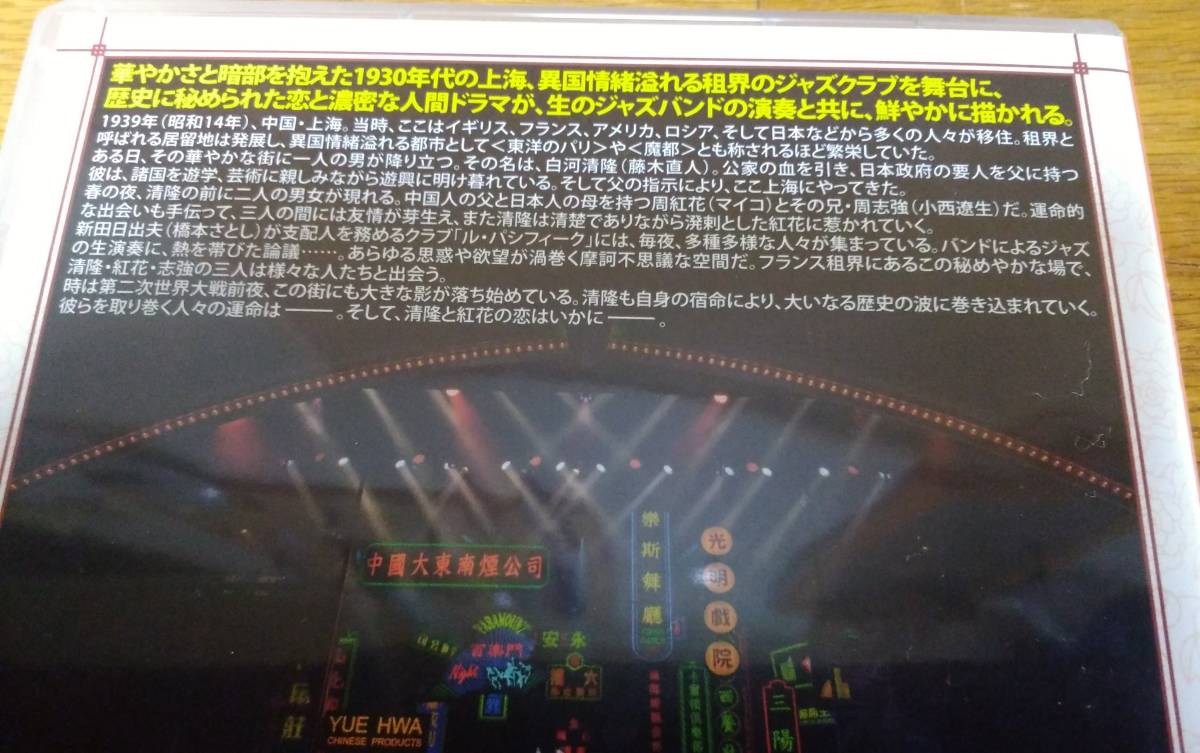 華やかさと暗部を抱えた1930年代の上海、異国情緒溢れる租界のジャズクラブを舞台に、
歴史に秘められた恋と濃密な人間ドラマが、生のジャズバンドの演奏と共に、鮮やかに描かれる。
1939年(昭和14年)、中国・上海。当時、ここはイギリス、フランス、アメリカ、ロシア、そして日本などから多くの人々が移住。租界と
呼ばれる居留地は発展し、異国情緒溢れる都市として<東洋のパリ>や<魔都>とも称されるほど繁栄していた。
ある日、その華やかな街に一人の男が降り立つ。その名は、白河清隆(藤木直人)。公家の血を引き、日本政府の要人を父に持つ
彼は、諸国を遊学、芸術に親しみながら遊興に明け暮れている。そして父の指示により、ここ上海にやってきた。
春の夜、清隆の前に二人の男女が現れる。中国人の父と日本人の母を持つ周紅花(マイコ)とその兄・周志強(小西遼生)だ。運命的
な出会いも手伝って、三人の間には友情が芽生え、また清隆は清楚でありながら溌剌とした紅花に惹かれていく。
新田日出夫(橋本さとし)が支配人を務めるクラブ「ル・パシフィーク」には、毎夜、多種多様な人々が集まっている。バンドによるジャズ
の生演奏に、熱を帯びた論議……。あらゆる思惑や欲望が渦巻く摩訶不思議な空間だ。フランス租界にあるこの秘めやかな場で、
清隆・紅花・志強の三人は様々な人たちと出会う。
時は第二次世界大戦前夜、この街にも大きな影が落ち始めている。清隆も自身の宿命により、大いなる歴史の波に巻き込まれていく。
彼らを取り巻く人々の運命は ―― 。そして、清隆と紅花の恋はいかに ―― 。
中國大東南煙公司
樂斯舞廳
光明戲院
PARAMOUNT
百樂門
Night
安永
三陽
YUE HWA
CHINESE PRODUCTS